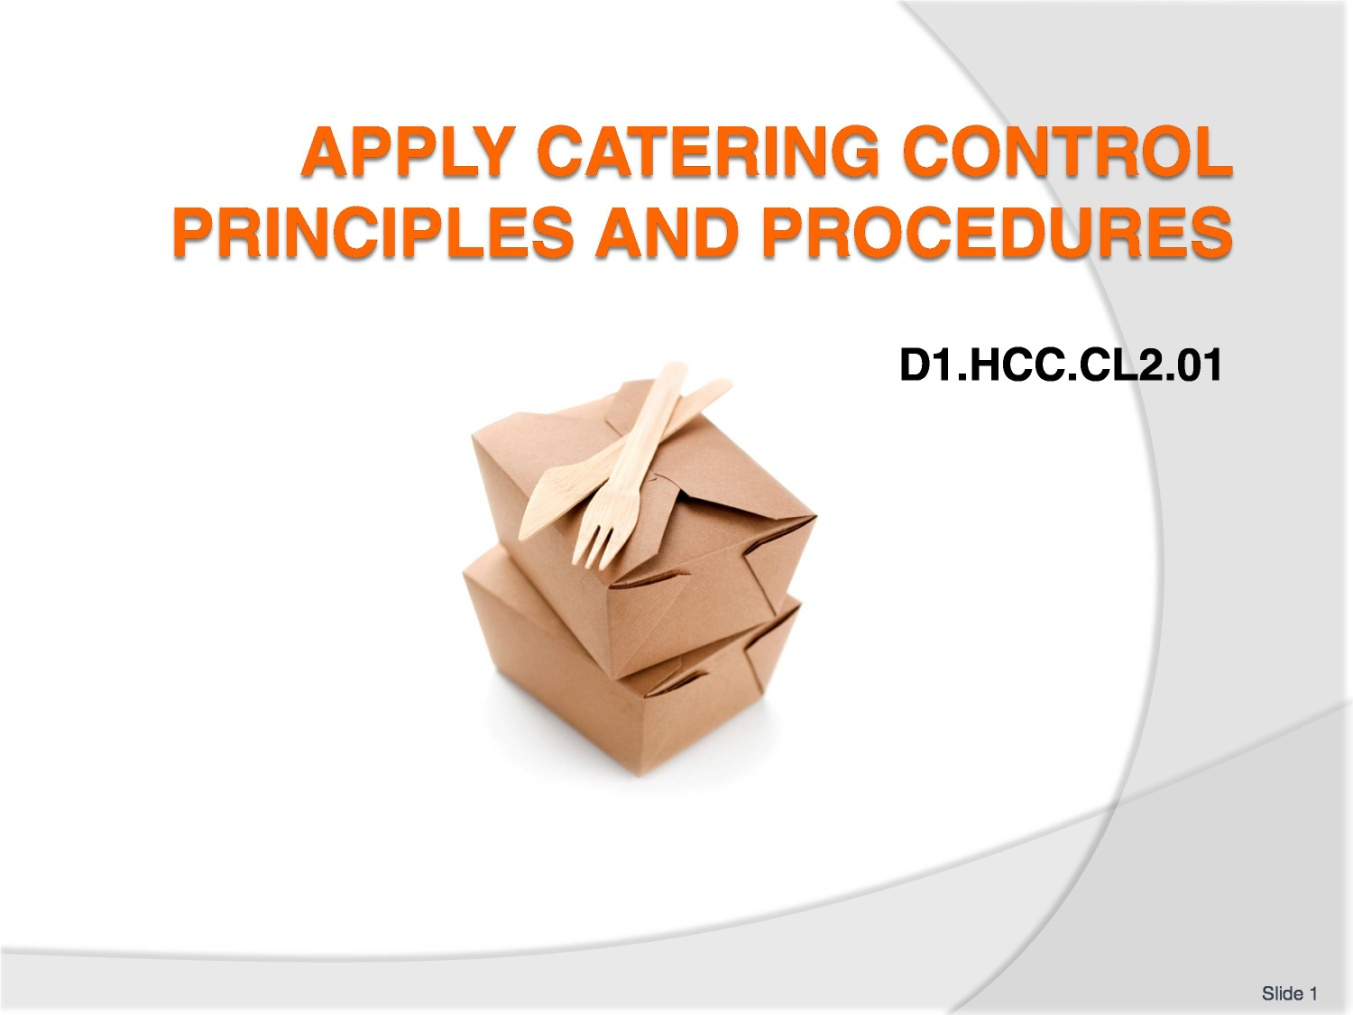 APPLY CATERING CONTROL
PRINCIPLES AND PROCEDURES
D1.HCC.CL2.01
Slide 1